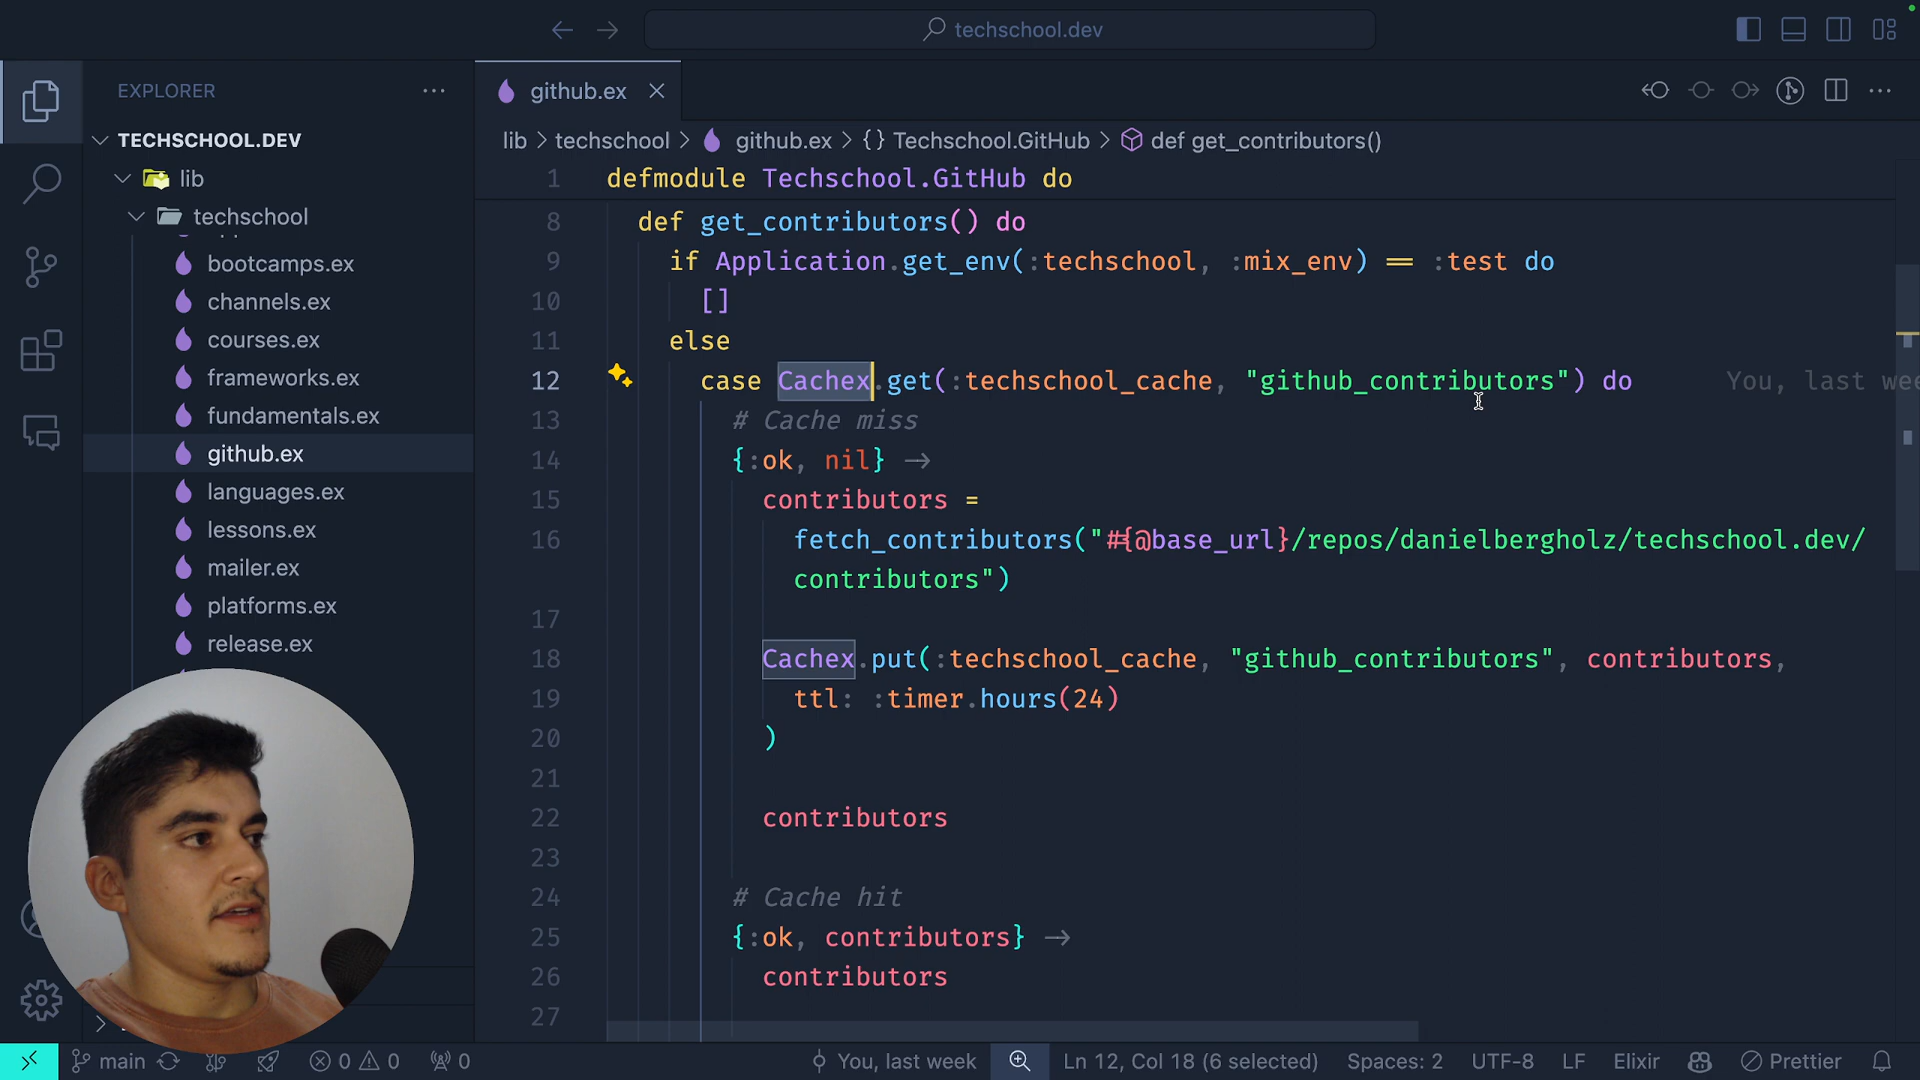 techschool.dev
EXPLORER
github.ex
TECHSCHOOL.DEV
lib
techschool
bootcamps.ex
channels.ex
courses.ex
frameworks.ex
fundamentals.ex
github.ex
languages.ex
lessons.ex
mailer.ex
platforms.ex
release.ex
lib > techschool > github.ex > {} Techschool.GitHub > def get_contributors()
1 defmodule Techschool.GitHub do
8 def get_contributors() do
9 if Application.get_env(:techschool, :mix_env) == :test do
10 []
11 else
12 case Cachex.get(:techschool_cache, "github_contributors") do You, last wee
13 # Cache miss
14 {:ok, nil} ->
15 contributors =
16 fetch_contributors("#{@base_url}/repos/danielbergholz/techschool.dev/
contributors")
17
18 Cachex.put(:techschool_cache, "github_contributors", contributors,
19 ttl: :timer.hours(24)
20 )
21
22 contributors
23
24 # Cache hit
25 {:ok, contributors} ->
26 contributors
27
main 0 0 0 You, last week Ln 12, Col 18 (6 selected) Spaces: 2 UTF-8 LF Elixir Prettier